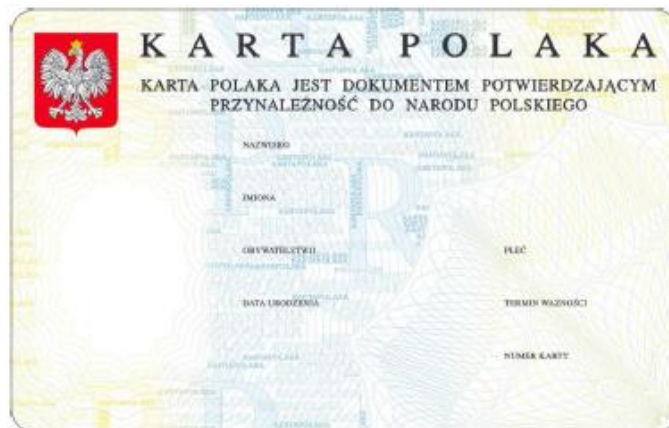 KARTA POLAKA
KARTA POLAKA JEST DOKUMENTEM POTWIERDZAJĄCYM
PRZYNALEŻNOŚĆ DO NARODU POLSKIEGO
NAZWISKO
IMIONA
OBYWATELSTWO
PŁEĆ
DATA URODZENIA
TERMIN WAŻNOŚCI
NUMER KARTY